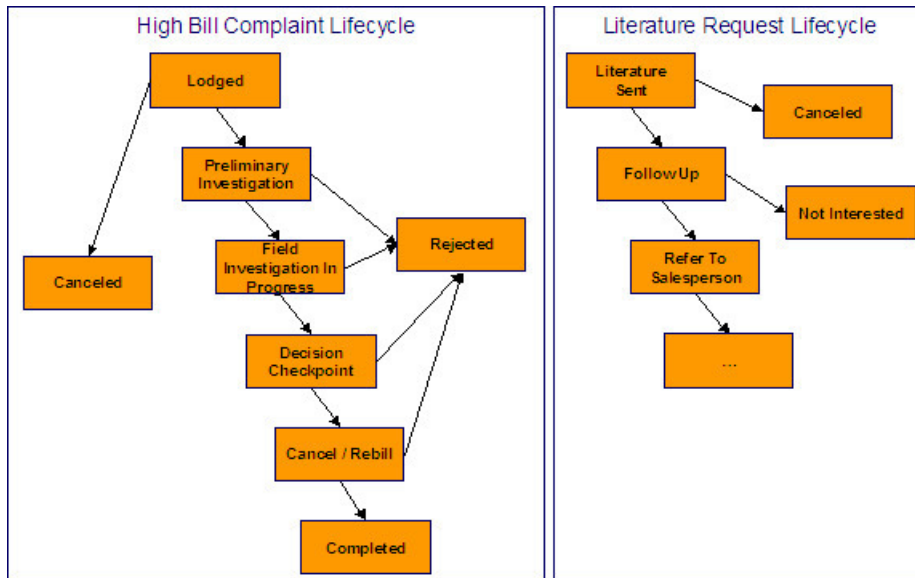 High Bill Complaint Lifecycle
Lodged
Preliminary
Investigation
Field
Investigation In
Progress
Rejected
Canceled
Decision
Checkpoint
Cancel / Rebill
Completed
Literature Request Lifecycle
Literature
Sent
Canceled
Follow Up
Not Interested
Refer To
Salesperson
...